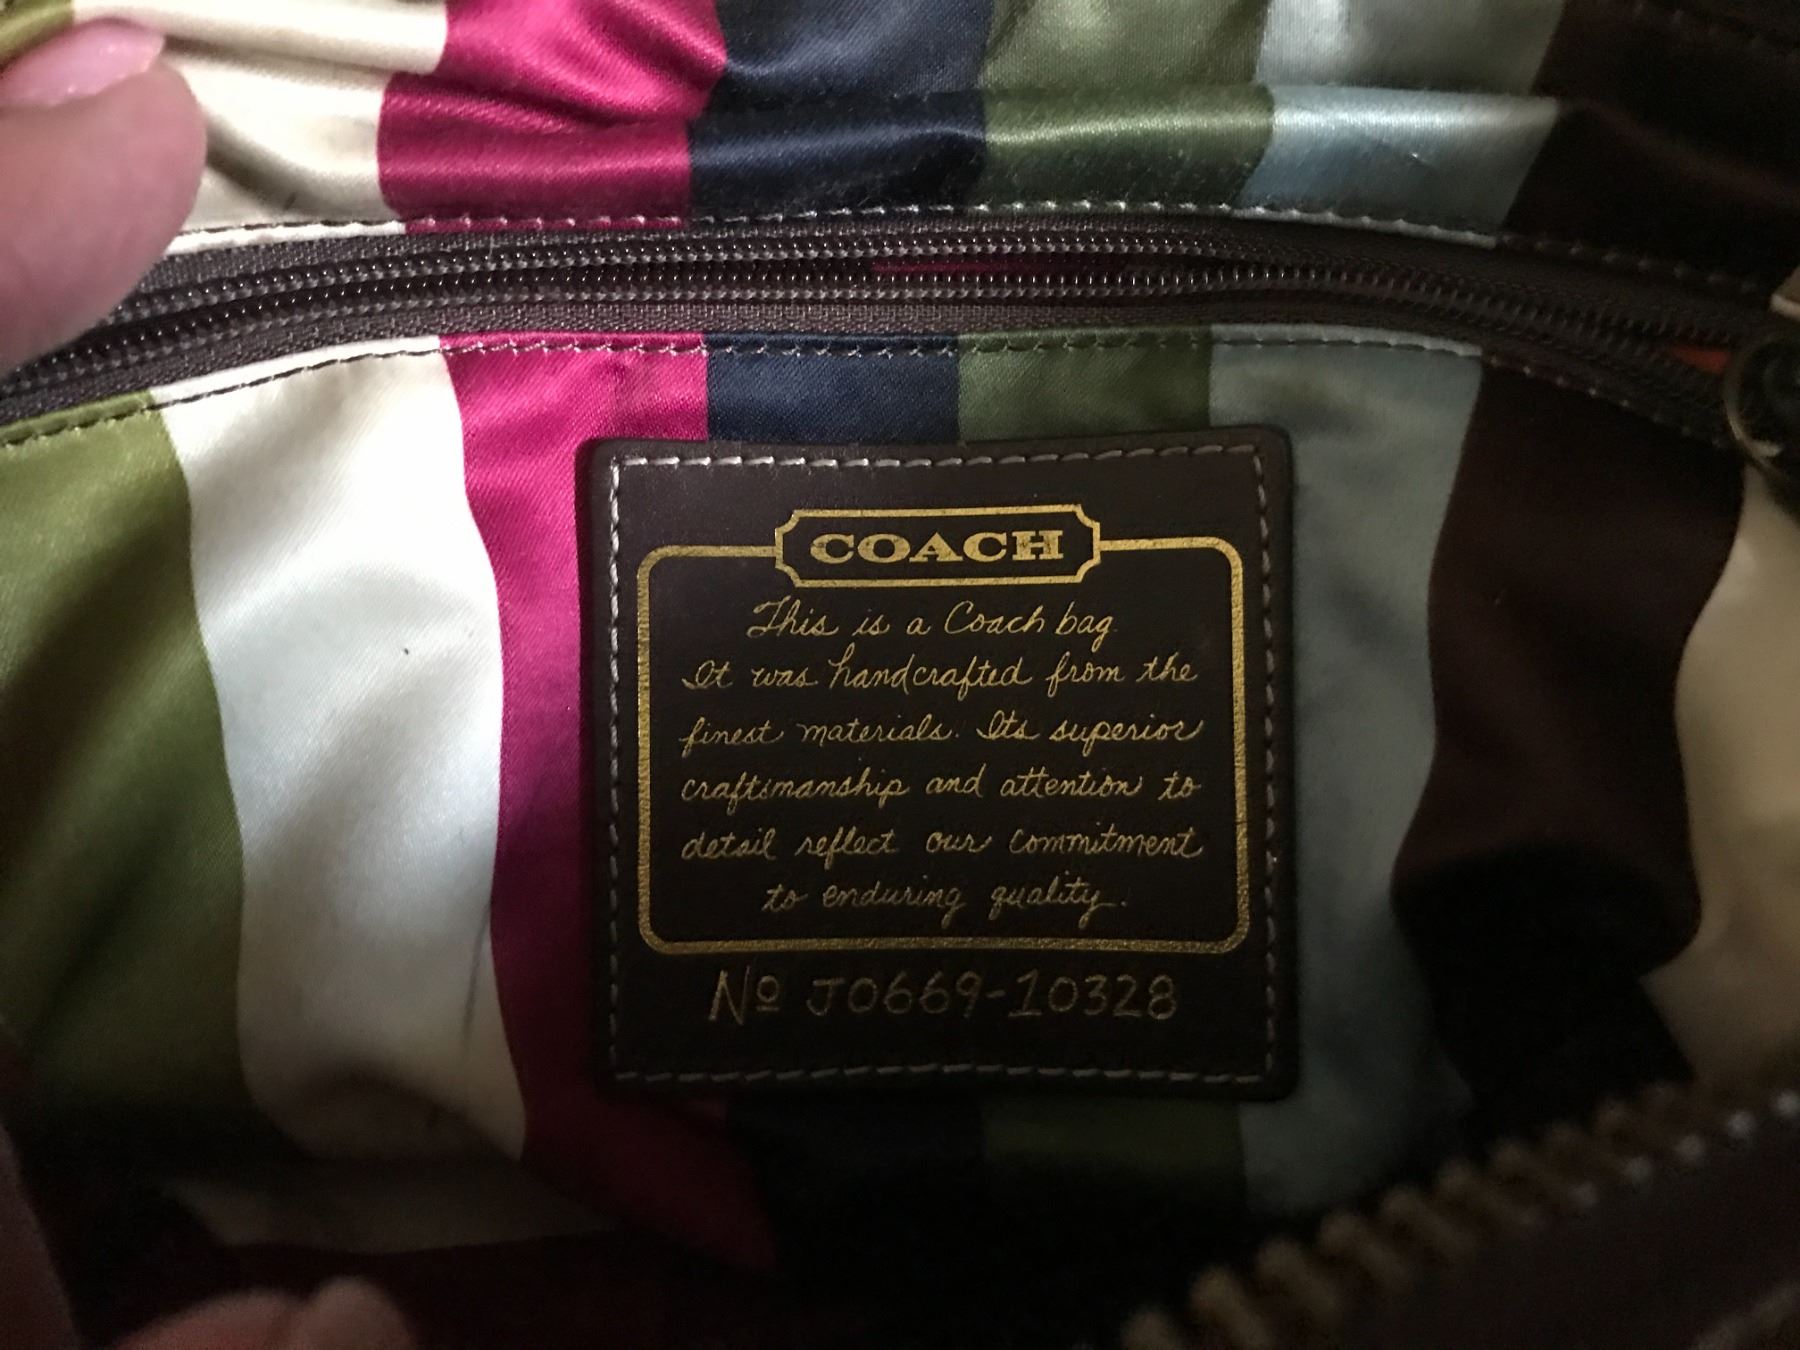 COACH
This is a Coach bag.
It was handcrafted from the
finest materials. Its superior
craftsmanship and attention to
detail reflect our commitment
to enduring quality.
Nº J0669-10328